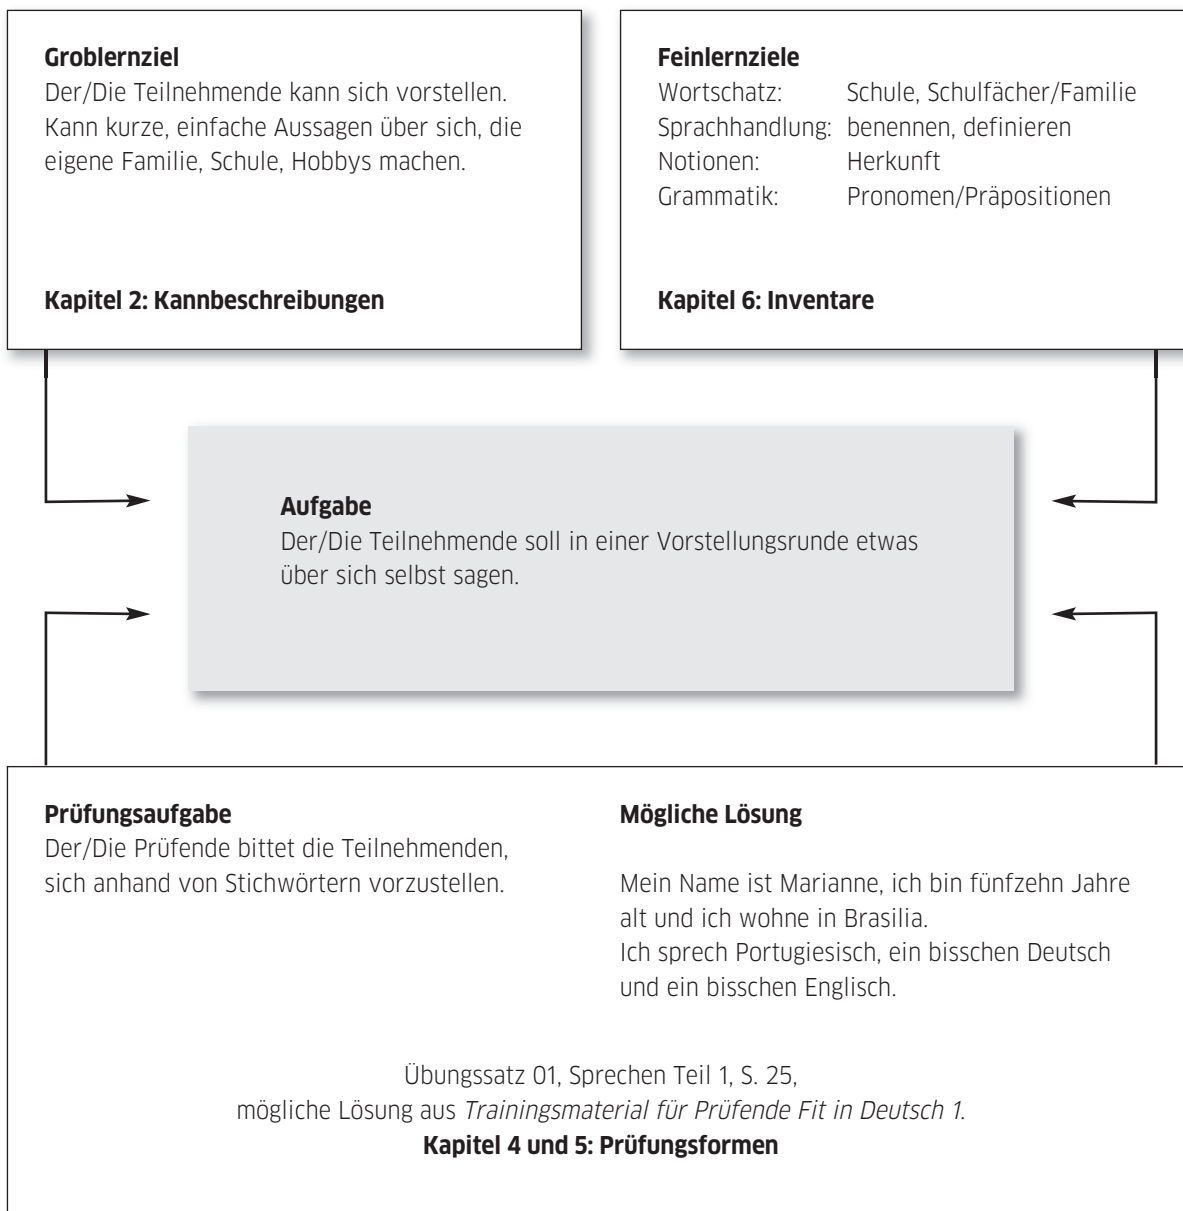 Groblernziel
Der/Die Teilnehmende kann sich vorstellen.
Kann kurze, einfache Aussagen über sich, die
eigene Familie, Schule, Hobbys machen.
Kapitel 2: Kannbeschreibungen
Feinlernziele
Wortschatz: Schule, Schulfächer/Familie
Sprachhandlung: benennen, definieren
Notionen: Herkunft
Grammatik: Pronomen/Präpositionen
Kapitel 6: Inventare
Aufgabe
Der/Die Teilnehmende soll in einer Vorstellungsrunde etwas
über sich selbst sagen.
Prüfungsaufgabe
Der/Die Prüfende bittet die Teilnehmenden,
sich anhand von Stichwörtern vorzustellen.
Mögliche Lösung
Mein Name ist Marianne, ich bin fünfzehn Jahre
alt und ich wohne in Brasilia.
Ich sprech Portugiesisch, ein bisschen Deutsch
und ein bisschen Englisch.
Übungssatz 01, Sprechen Teil 1, S. 25,
mögliche Lösung aus Trainingsmaterial für Prüfende Fit in Deutsch 1.
Kapitel 4 und 5: Prüfungsformen